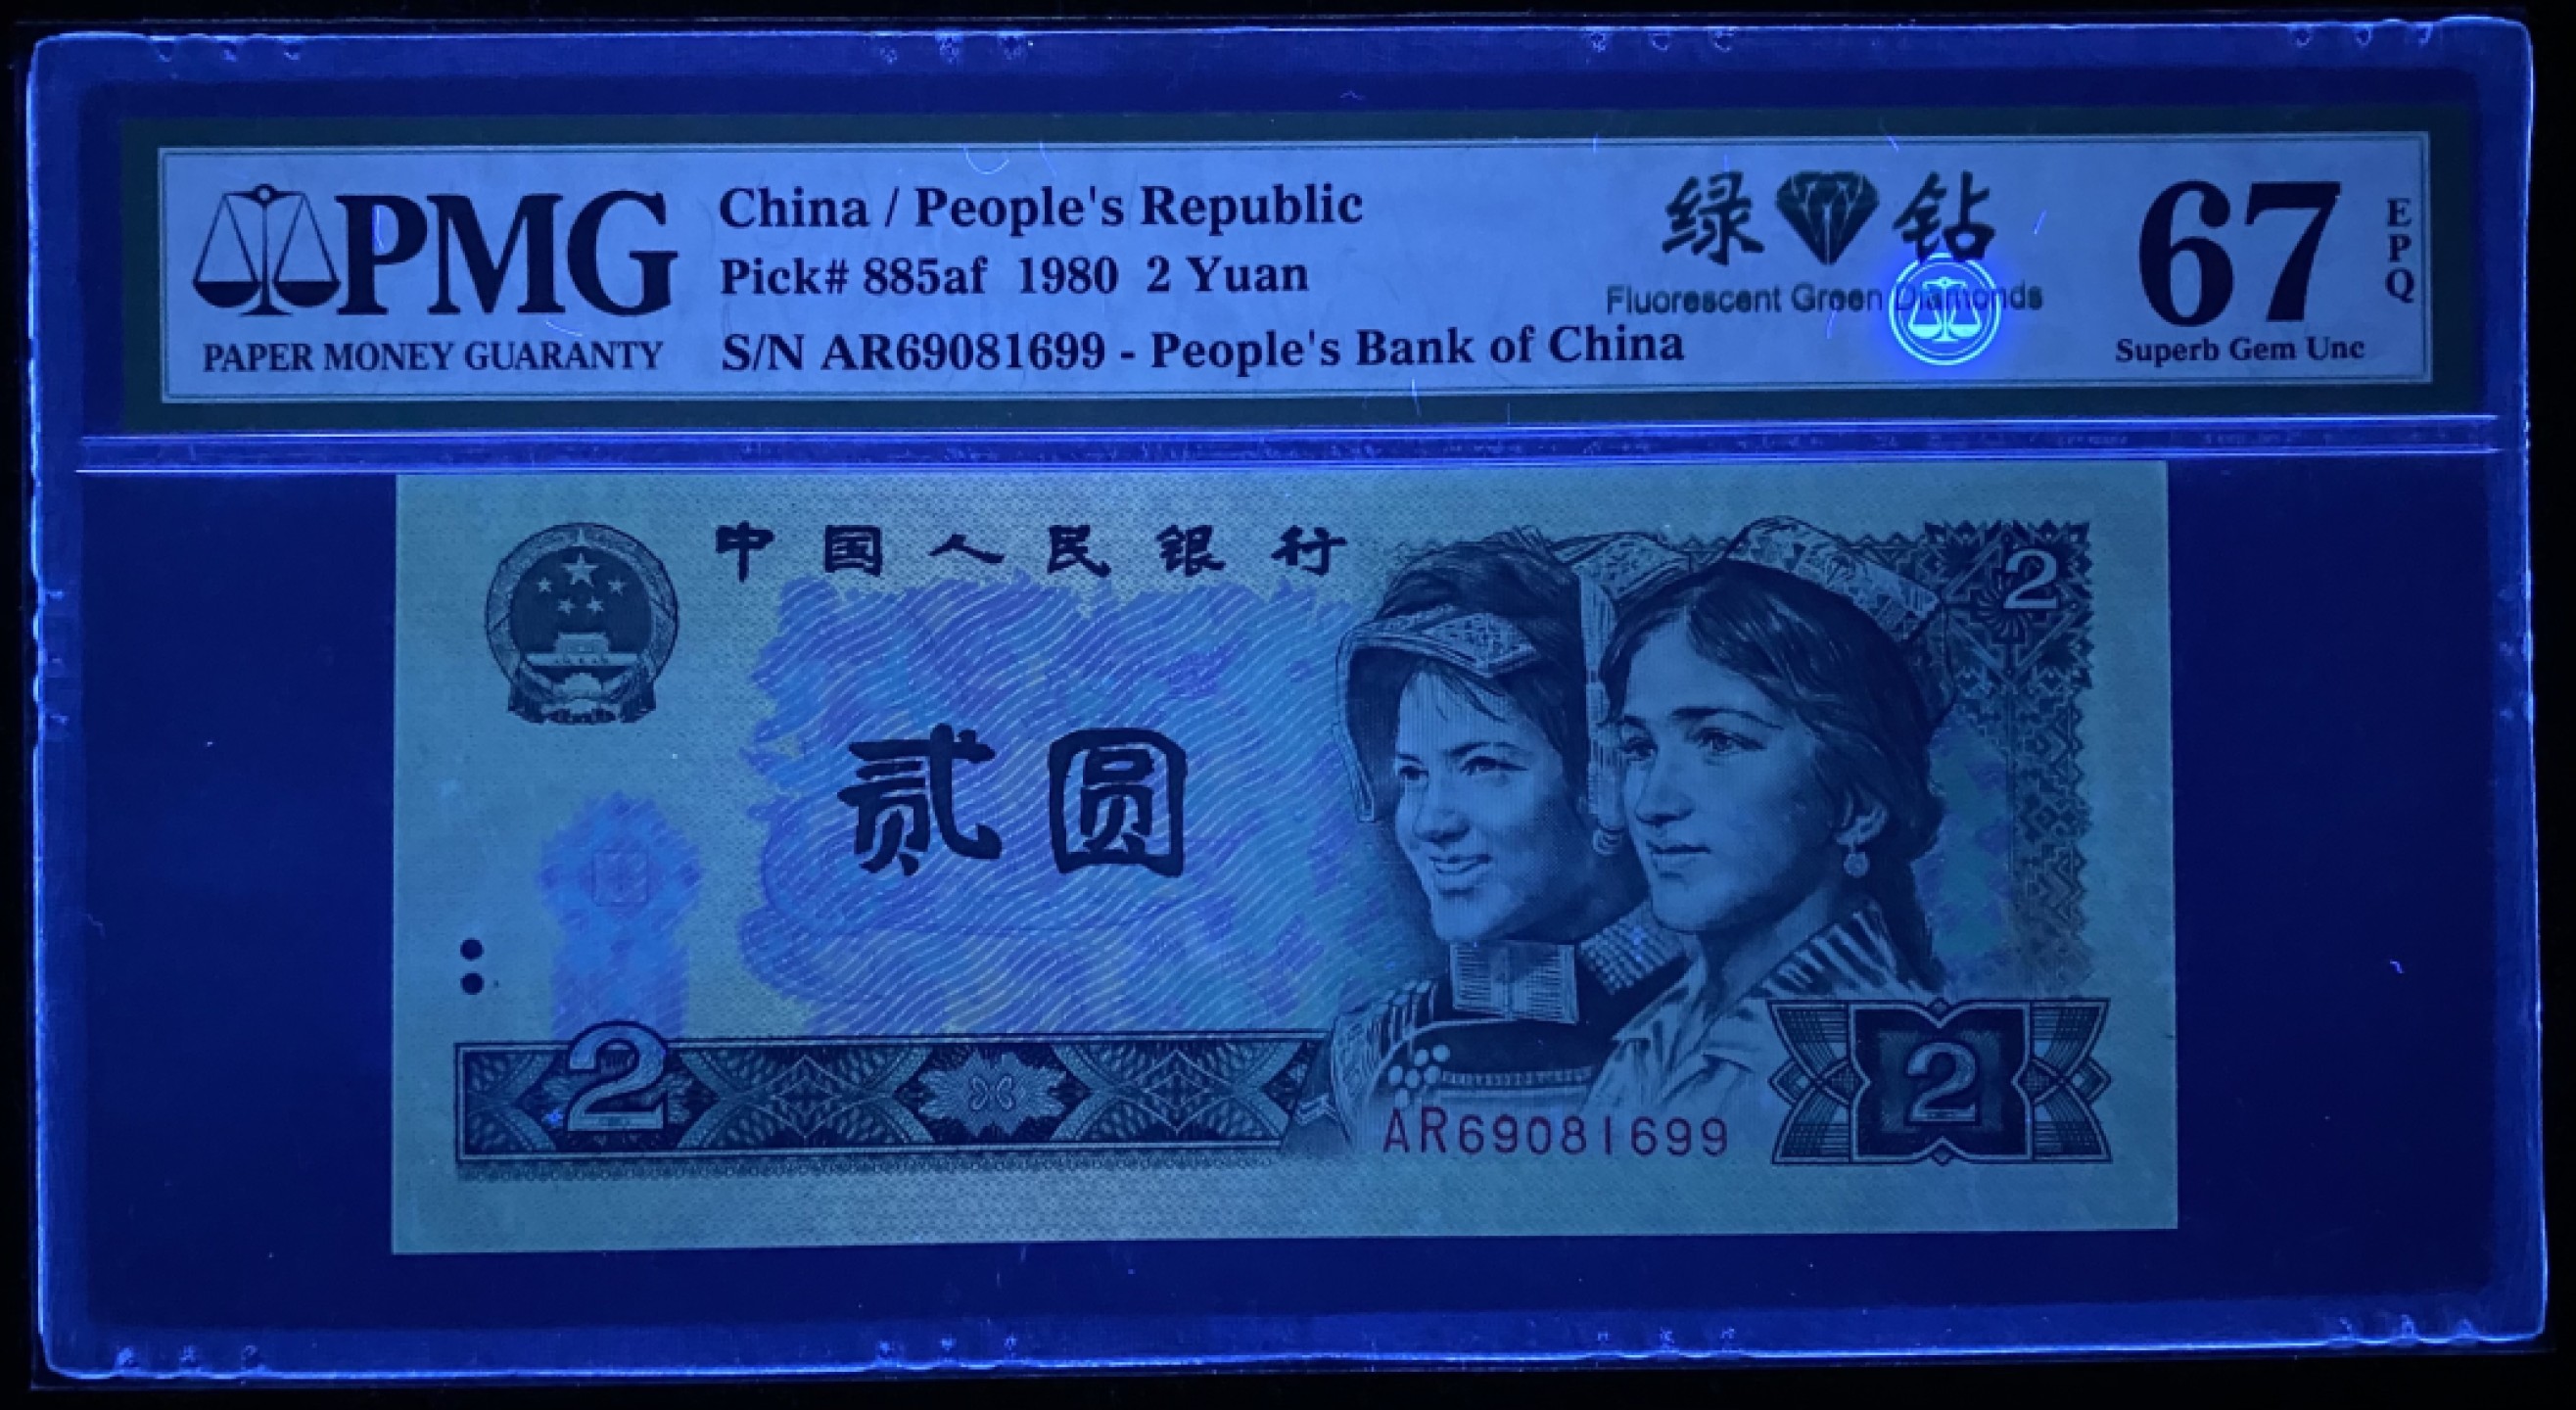 PMG
PAPER MONEY GUARANTY
China / People's Republic
Pick# 885af 1980 2 Yuan
S/N AR69081699 - People's Bank of China
绿 钻
Fluorescent Green Diamonds
67
EPQ
Superb Gem Unc
中国人民银行
2
贰圆
2
2
AR69081699